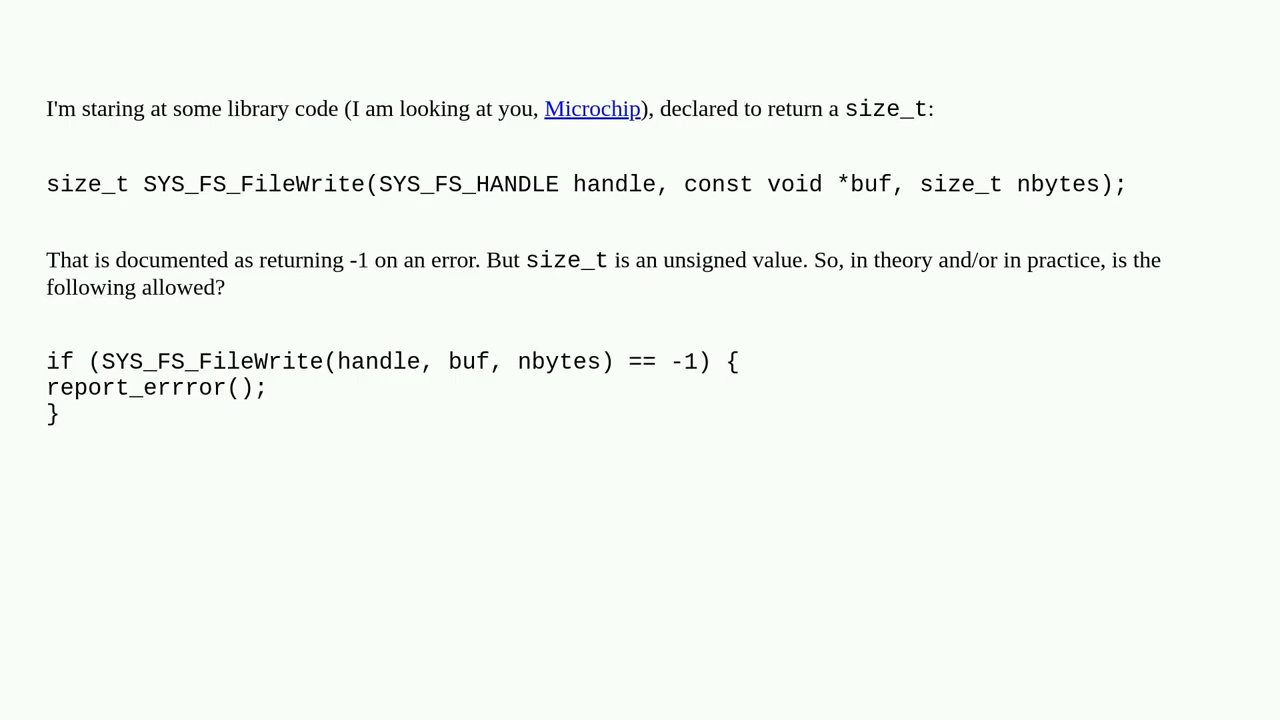 I'm staring at some library code (I am looking at you, Microchip), declared to return a size_t:
size_t SYS_FS_FileWrite(SYS_FS_HANDLE handle, const void *buf, size_t nbytes);
That is documented as returning -1 on an error. But size_t is an unsigned value. So, in theory and/or in practice, is the
following allowed?
if (SYS_FS_FileWrite(handle, buf, nbytes) == -1) {
report_errror();
}